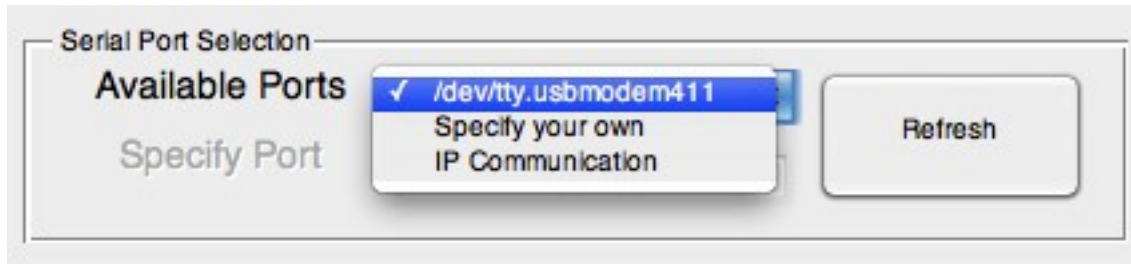 Serial Port Selection
Available Ports
✓ /dev/tty.usbmodem411
Specify your own
IP Communication
Specify Port
Refresh